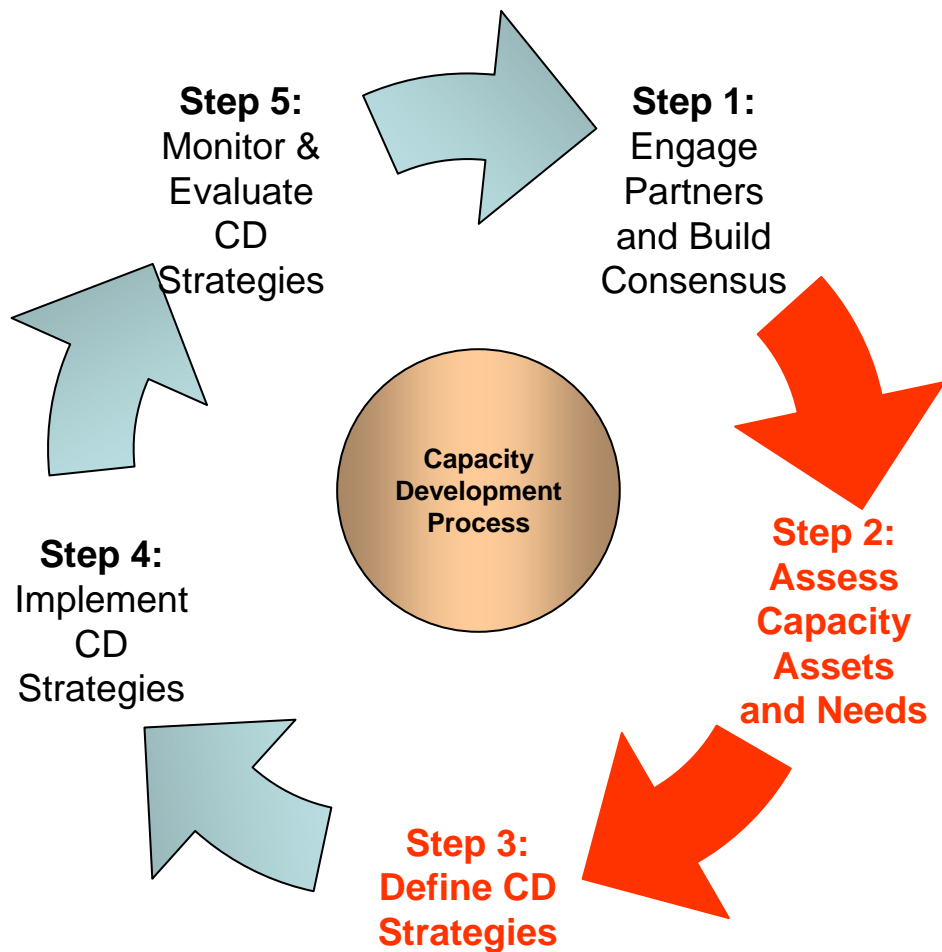 Step 1:
Engage
Partners
and Build
Consensus
Step 2:
Assess
Capacity
Assets
and Needs
Step 3:
Define CD
Strategies
Step 4:
Implement
CD
Strategies
Step 5:
Monitor &
Evaluate
CD
Strategies
Capacity
Development
Process